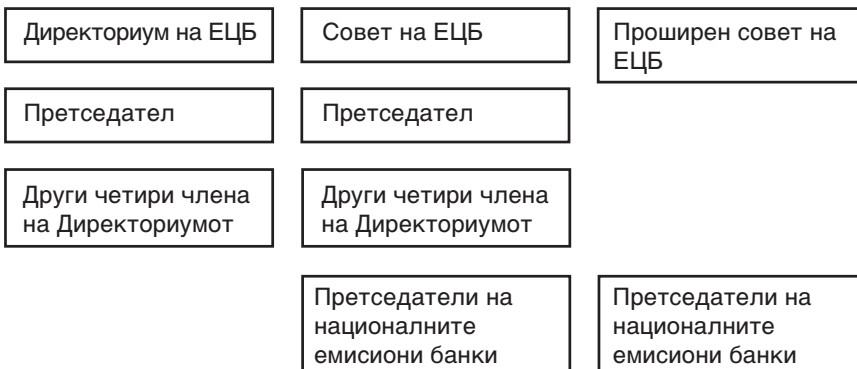 Директориум на ЕЦБ
Совет на ЕЦБ
Проширен совет на
ЕЦБ
Претседател
Претседател
Други четири члена
на Директориумот
Други четири члена
на Директориумот
Претседатели на
националните
емисиони банки
Претседатели на
националните
емисиони банки